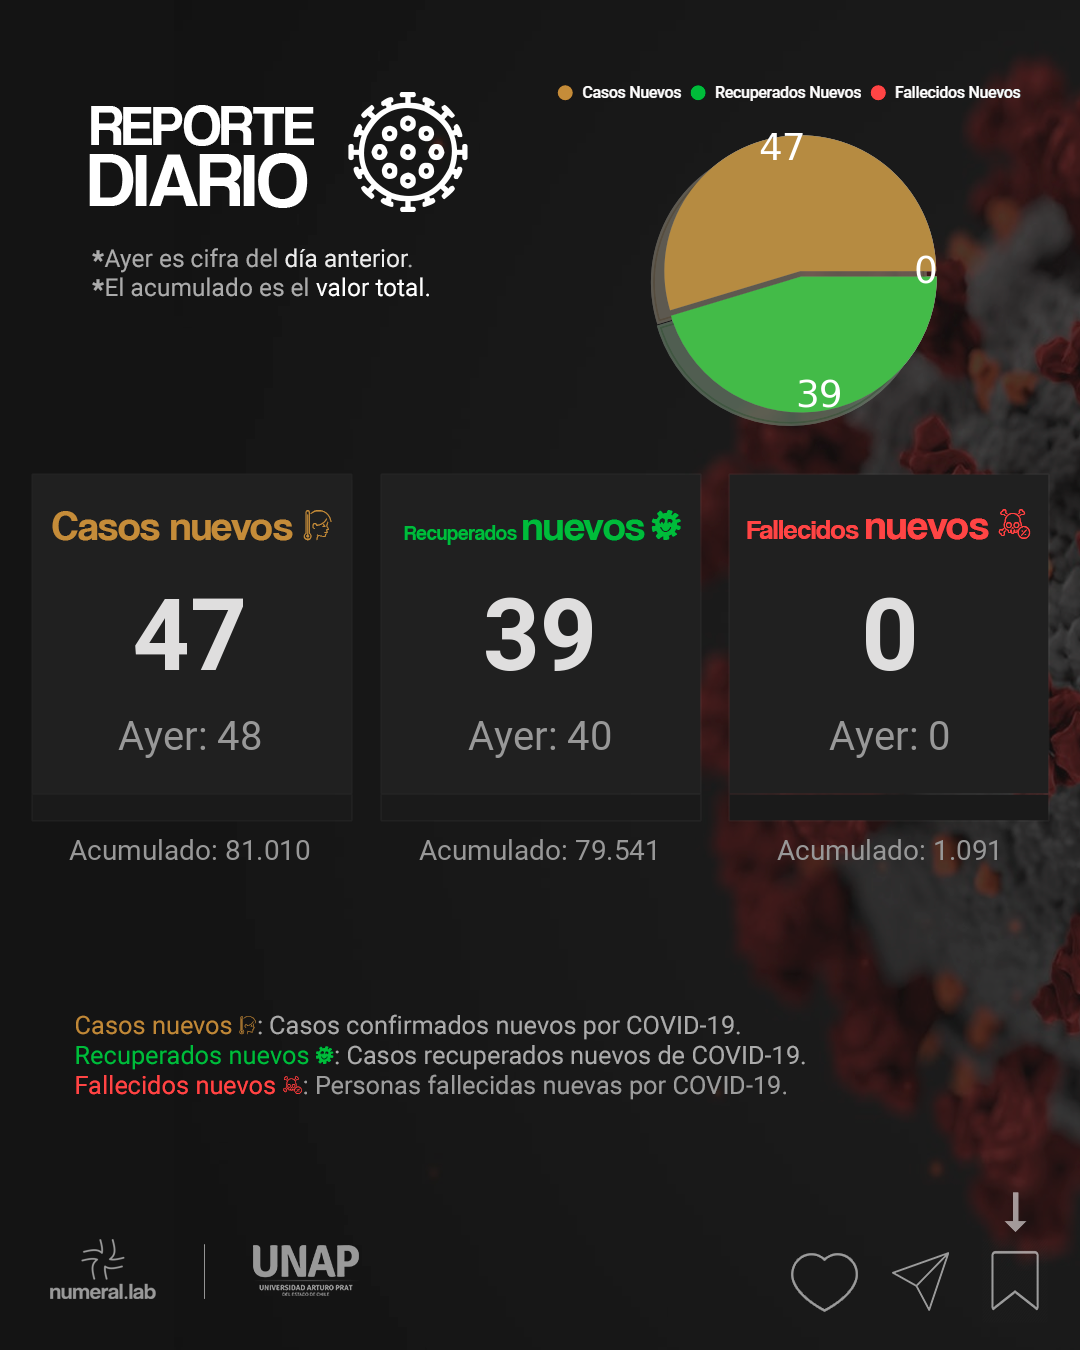 REPORTE
DIARIO
*Ayer es cifra del día anterior.
*El acumulado es el valor total.
Casos Nuevos Recuperados Nuevos Fallecidos Nuevos
47
0
39
Casos nuevos
47
Ayer: 48
Acumulado: 81.010
Recuperados nuevos
39
Ayer: 40
Acumulado: 79.541
Fallecidos nuevos
0
Ayer: 0
Acumulado: 1.091
Casos nuevos : Casos confirmados nuevos por COVID-19.
Recuperados nuevos : Casos recuperados nuevos de COVID-19.
Fallecidos nuevos : Personas fallecidas nuevas por COVID-19.
numeral.lab
UNAP
UNIVERSIDAD ARTURO PRAT
DEL ESTADO DE CHILE